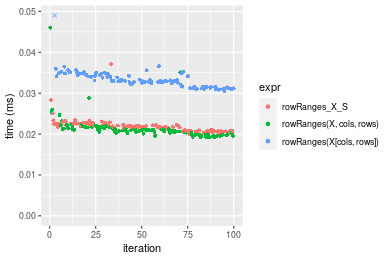 0.05
0.04
0.03
0.02
0.01
0.00
time (ms)
0
25
50
75
100
iteration
expr
rowRanges_X_S
rowRanges(X, cols, rows)
rowRanges(X[cols, rows])